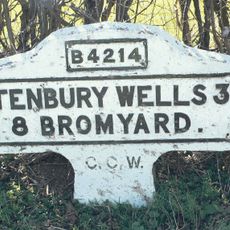 B4214
TENBURY WELLS 3
8 BROMYARD.
C.C.W.